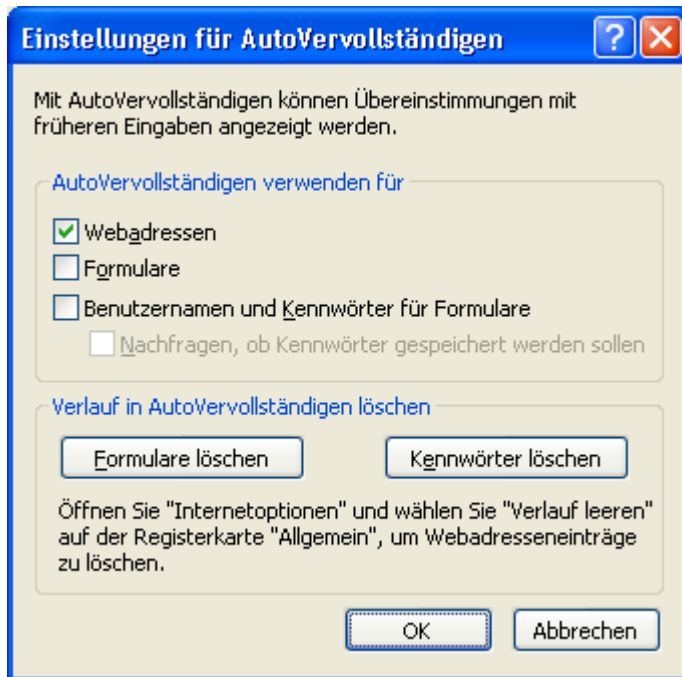 Einstellungen für AutoVervollständigen
Mit AutoVervollständigen können Übereinstimmungen mit
früheren Eingaben angezeigt werden.
AutoVervollständigen verwenden für
Webadressen
Formulare
Benutzernamen und Kennwörter für Formulare
Nachfragen, ob Kennwörter gespeichert werden sollen
Verlauf in AutoVervollständigen löschen
Formulare löschen Kennwörter löschen
Öffnen Sie "Internetoptionen" und wählen Sie "Verlauf leeren"
auf der Registerkarte "Allgemein", um Webadresseneinträge
zu löschen.
OK Abbrechen